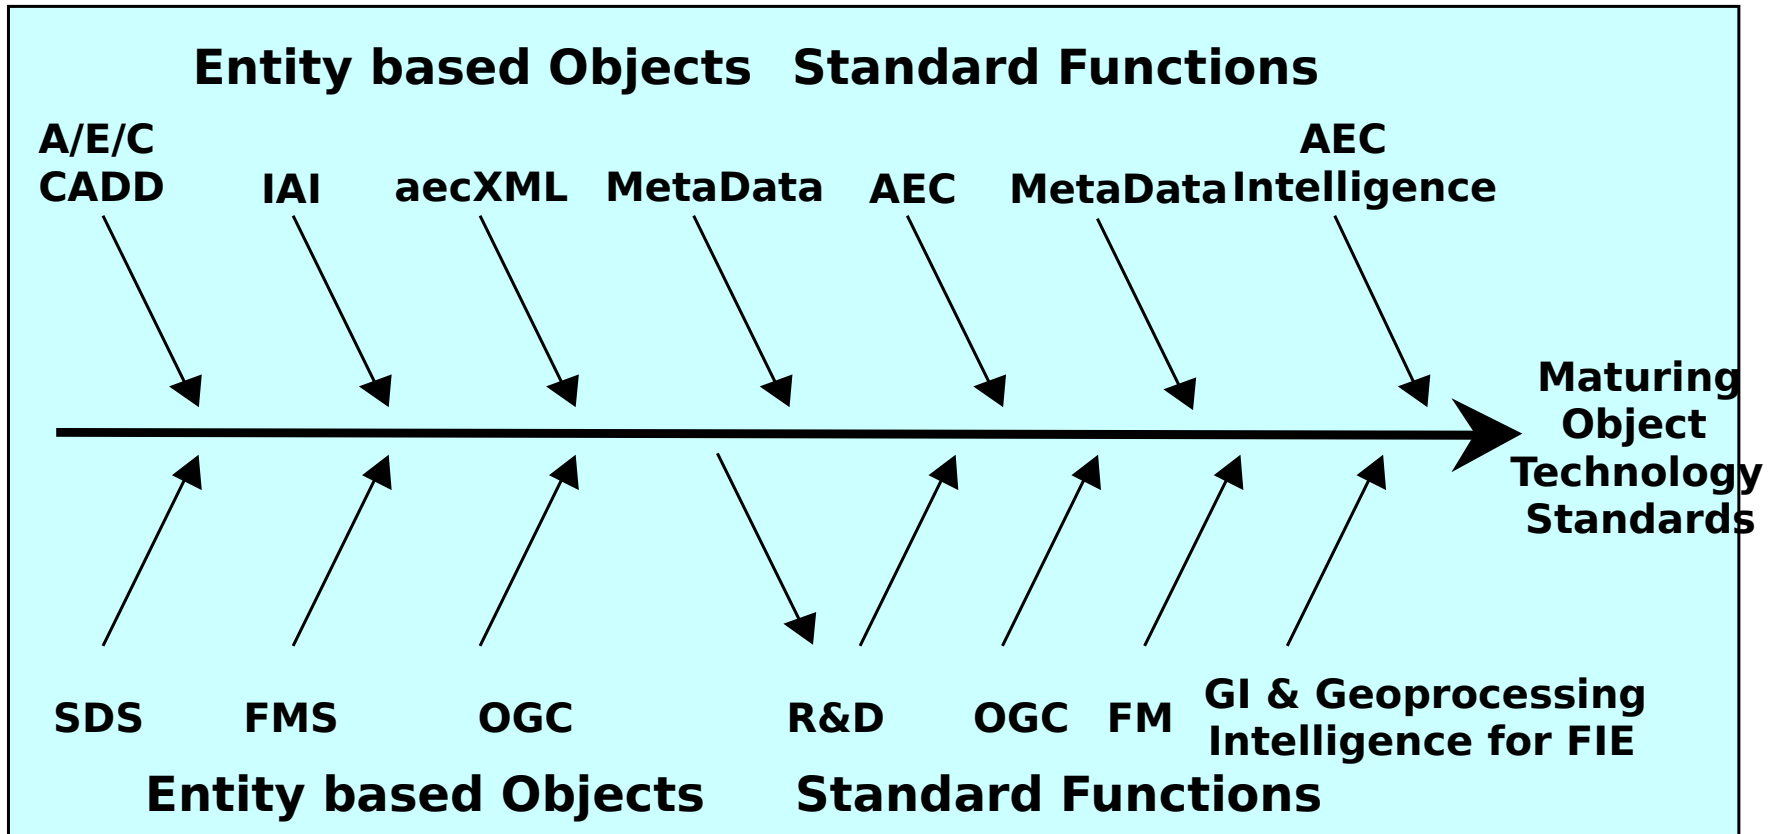 Entity based Objects Standard Functions
A/E/C
CADD
IAI
aecXML
MetaData
AEC
MetaData
AEC
Intelligence
Maturing
Object
Technology
Standards
SDS
FMS
OGC
R&D
OGC
FM
GI & Geoprocessing
Intelligence for FIE
Entity based Objects Standard Functions